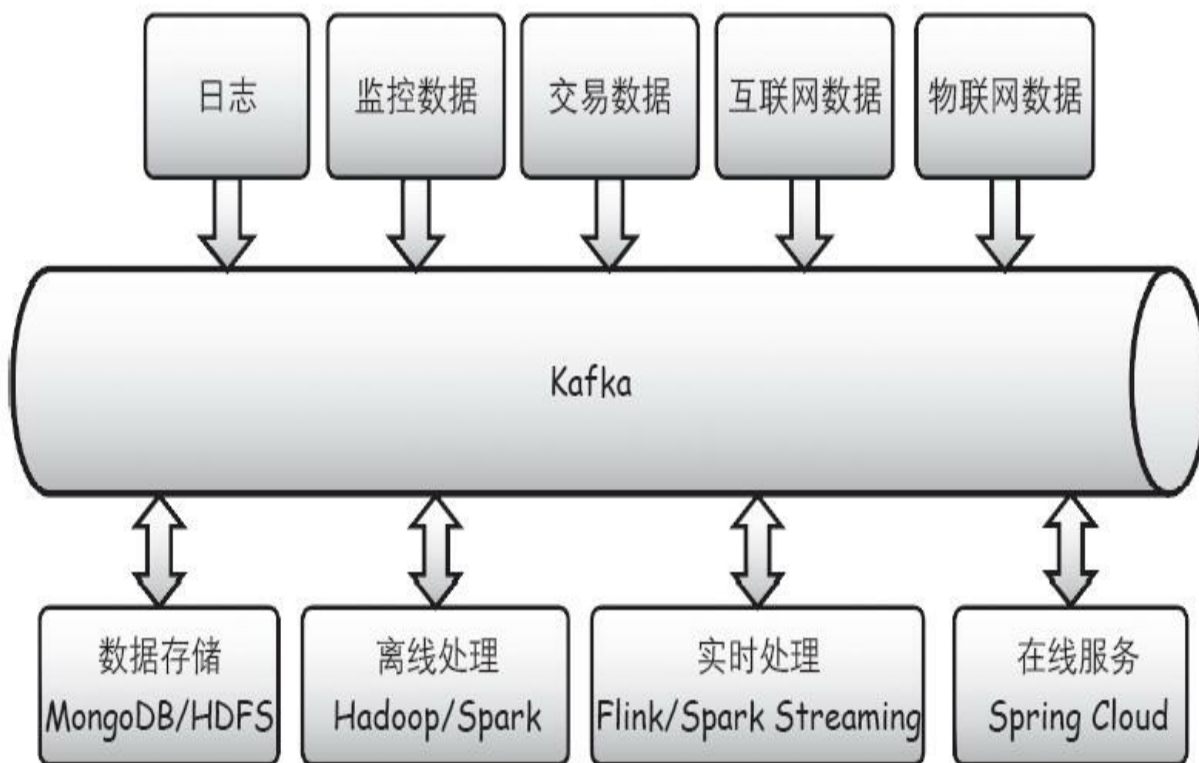 日志
监控数据
交易数据
互联网数据
物联网数据
Kafka
数据存储
MongoDB/HDFS
离线处理
Hadoop/Spark
实时处理
Flink/Spark Streaming
在线服务
Spring Cloud